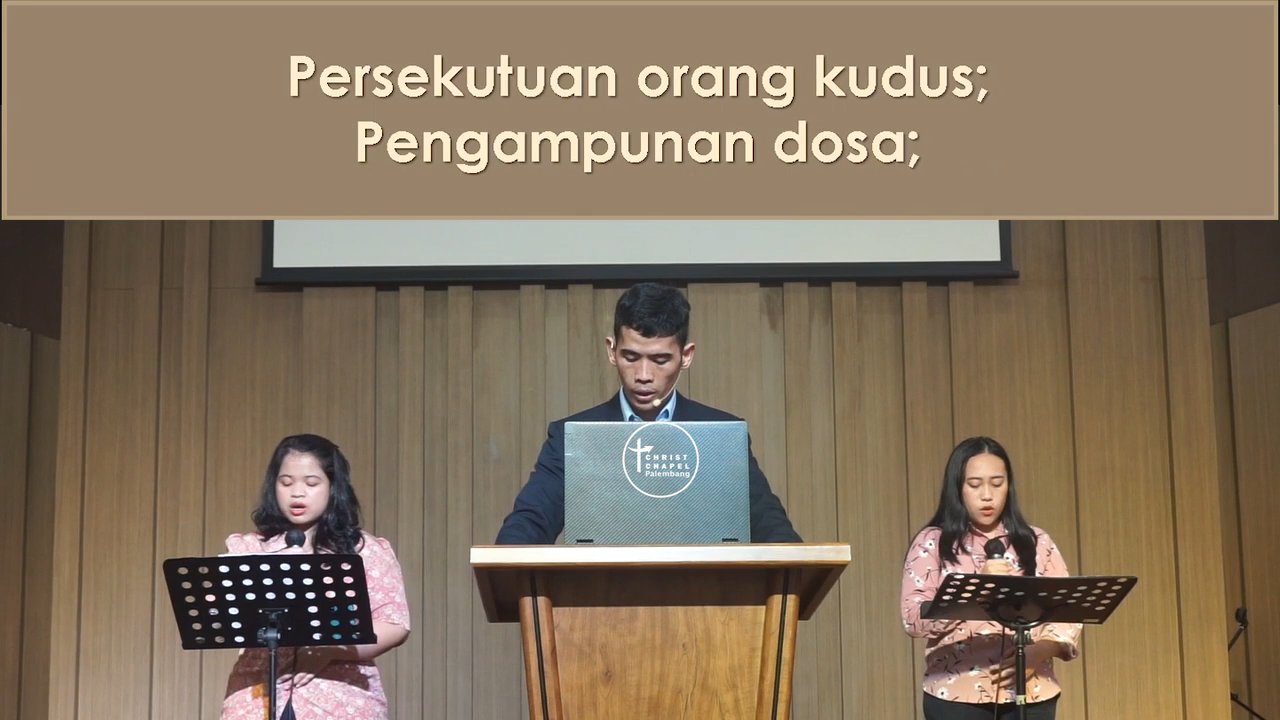 Persekutuan orang kudus;
Pengampunan dosa;
CHRIST
CHAPEL
Palembang